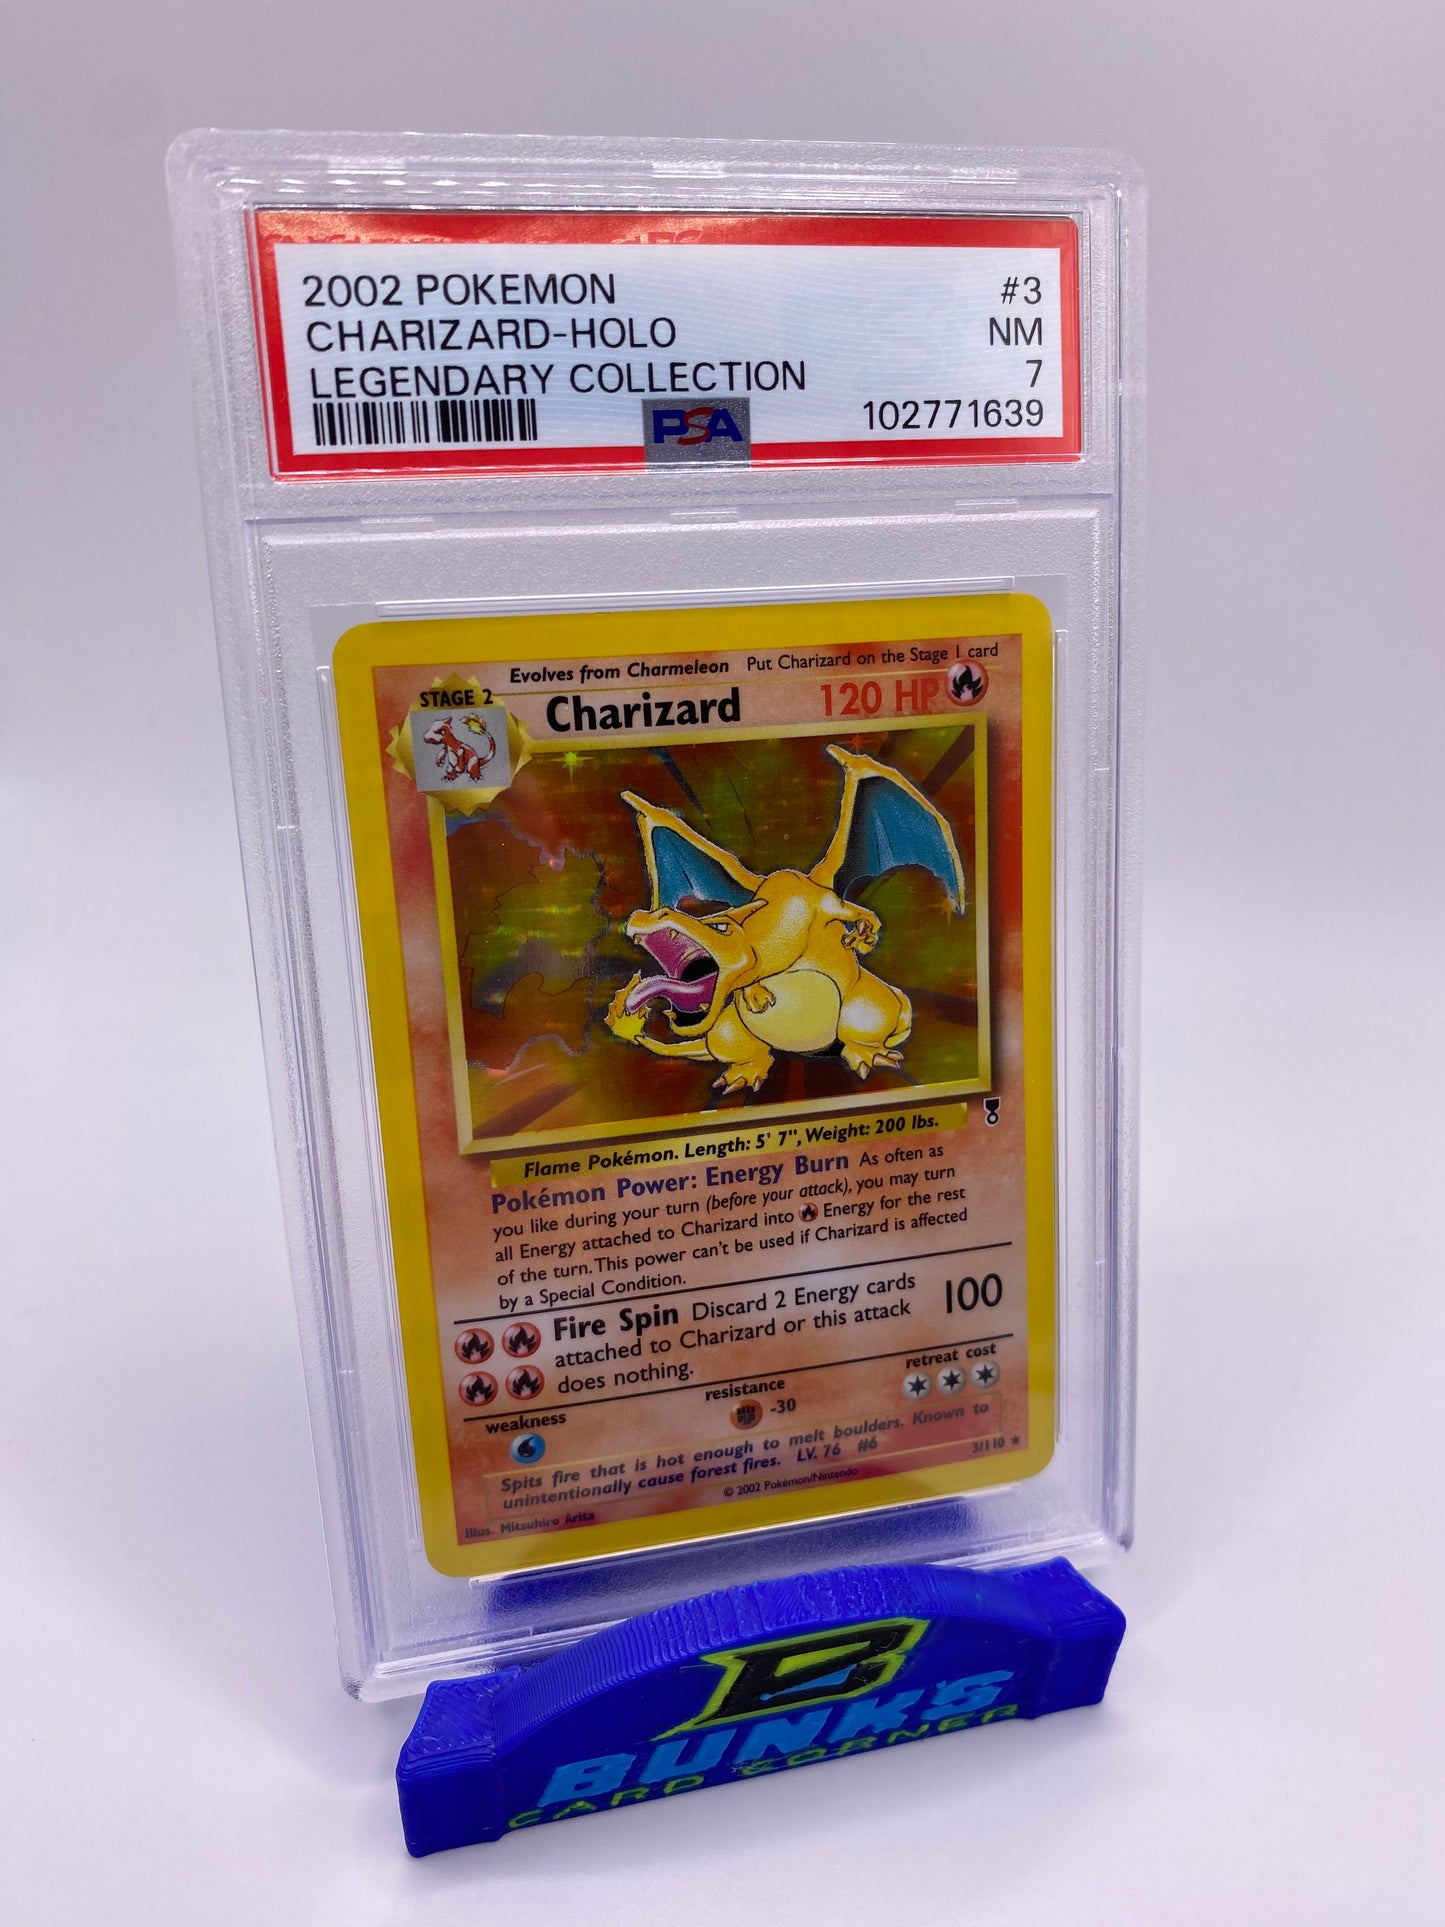 2002 POKEMON #3
CHARIZARD-HOLO NM
LEGENDARY COLLECTION 7
PSA 102771639
Evolves from Charmeleon Put Charizard on the Stage 1 card
STAGE 2
Charizard 120 HP
Flame Pokémon. Length: 5' 7", Weight: 200 lbs.
Pokémon Power: Energy Burn As often as
you like during your turn (before your attack), you may turn
all Energy attached to Charizard into Energy for the rest
of the turn. This power can't be used if Charizard is affected
by a Special Condition.
Fire Spin Discard 2 Energy cards 100
attached to Charizard or this attack
does nothing.
weakness resistance retreat cost
-30
Spits fire that is hot enough to melt boulders. Known to
unintentionally cause forest fires. LV. 76 #6
3/110
© 2002 Pokémon/Nintendo
Illus. Mitsuhiro Arita
B
BUNK'S
CARD CORNER